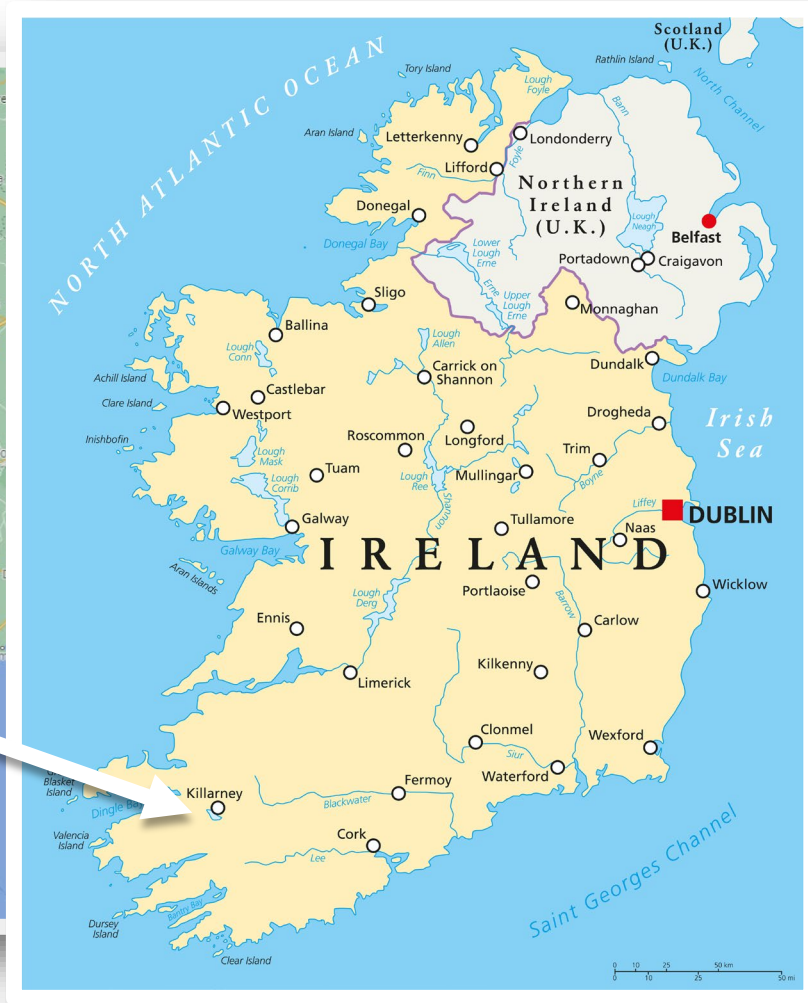 Scotland
(U.K.)
Rathlin Island
North Channel
NORTH ATLANTIC OCEAN
Tory Island
Lough
Foyle
Bann
Aran Island
Letterkenny
Londonderry
Lifford
Foyle
Finn
Northern
Ireland
(U.K.)
Donegal
Lough
Neagh
Belfast
Donegal Bay
Lower
Lough
Erne
Portadown
Craigavon
Erne
Upper
Lough
Erne
Sligo
Monnaghan
Ballina
Lough
Allen
Lough
Conn
Dundalk
Carrick on
Shannon
Dundalk Bay
Achill Island
Castlebar
Clare Island
Westport
Drogheda
Irish
Sea
Inishbofin
Roscommon
Longford
Trim
Lough
Mask
Tuam
Lough
Ree
Mullingar
Boyne
Lough
Corrib
Shannon
Liffey
DUBLIN
Galway
Tullamore
Naas
Galway Bay
IRELAND
Aran Islands
Portlaoise
Wicklow
Lough
Derg
Barrow
Ennis
Carlow
Kilkenny
Limerick
Clonmel
Wexford
Siur
Waterford
Blasket
Island
Killarney
Fermoy
Dingle
Blackwater
Valencia
Island
Cork
Lee
Saint Georges Channel
Bantry Bay
Dursey
Island
Clear Island
0 10 25 50 km
0 10 25 50 mi